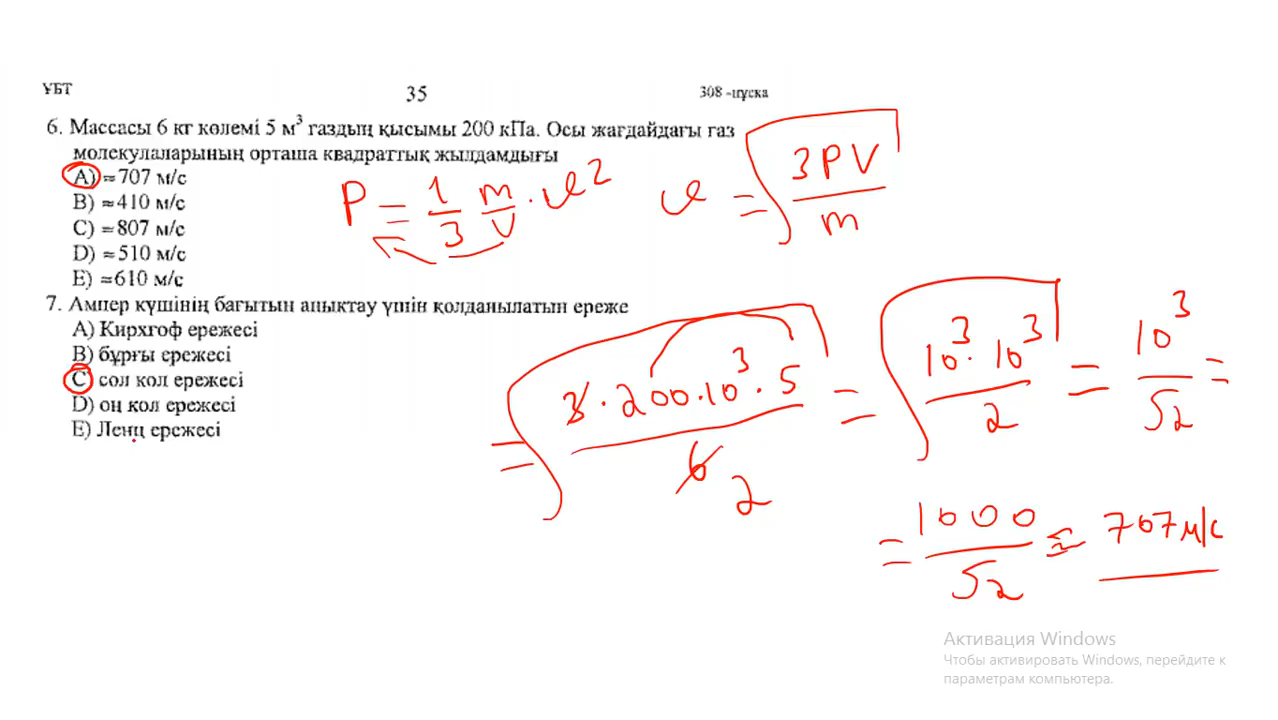 ҰБТ 35 308 -нұсқа
6. Массасы 6 кг көлемі 5 м³ газдың қысымы 200 кПа. Осы жағдайдағы газ
молекулаларының орташа квадраттық жылдамдығы
A) ≈707 м/с
B) ≈410 м/с
C) ≈807 м/с
D) ≈510 м/с
E) ≈610 м/с
P = 1/3 m/V · υ²
υ = √(3PV/m)
7. Ампер күшінің бағытын анықтау үшін қолданылатын ереже
A) Кирхгоф ережесі
B) бұрғы ережесі
C) сол қол ережесі
D) оң қол ережесі
E) Ленц ережесі
= √(3·200·10³·5/6 2) = √(10³·10³/2) = 10³/√2 =
= 1000/√2 ≈ 707 м/с
Активация Windows
Чтобы активировать Windows, перейдите к
параметрам компьютера.